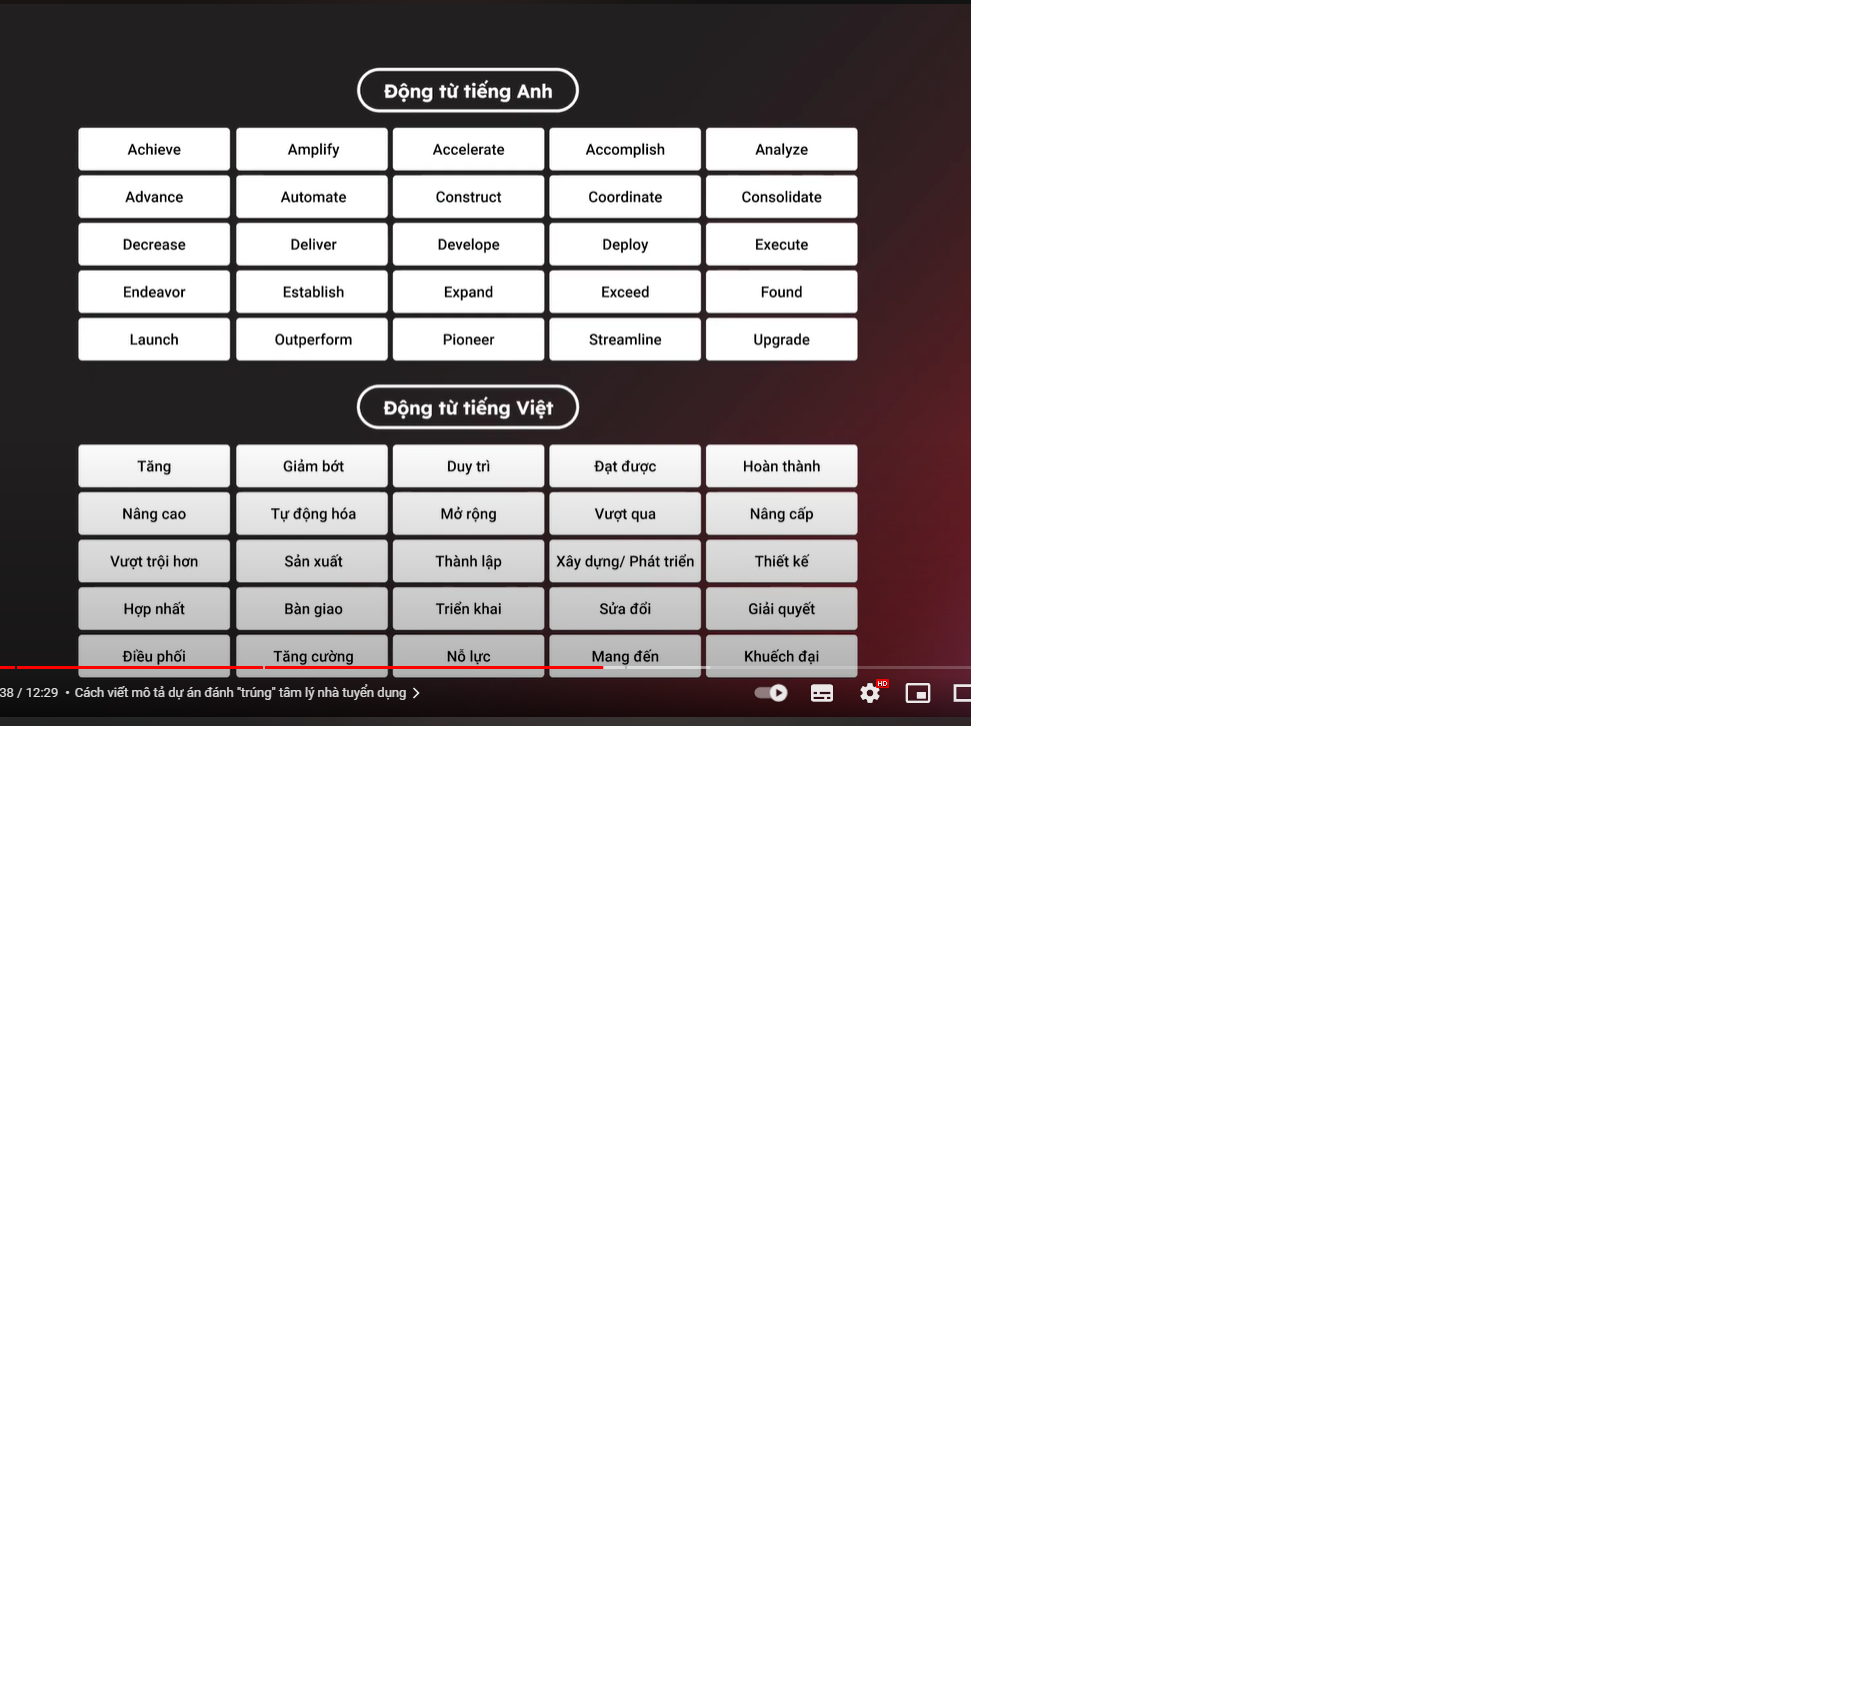 Động từ tiếng Anh
Achieve Amplify Accelerate Accomplish Analyze
Advance Automate Construct Coordinate Consolidate
Decrease Deliver Develope Deploy Execute
Endeavor Establish Expand Exceed Found
Launch Outperform Pioneer Streamline Upgrade
Động từ tiếng Việt
Tăng Giảm bớt Duy trì Đạt được Hoàn thành
Nâng cao Tự động hóa Mở rộng Vượt qua Nâng cấp
Vượt trội hơn Sản xuất Thành lập Xây dựng/ Phát triển Thiết kế
Hợp nhất Bàn giao Triển khai Sửa đổi Giải quyết
Điều phối Tăng cường Nỗ lực Mang đến Khuếch đại
38 / 12:29 • Cách viết mô tả dự án đánh "trúng" tâm lý nhà tuyển dụng HD